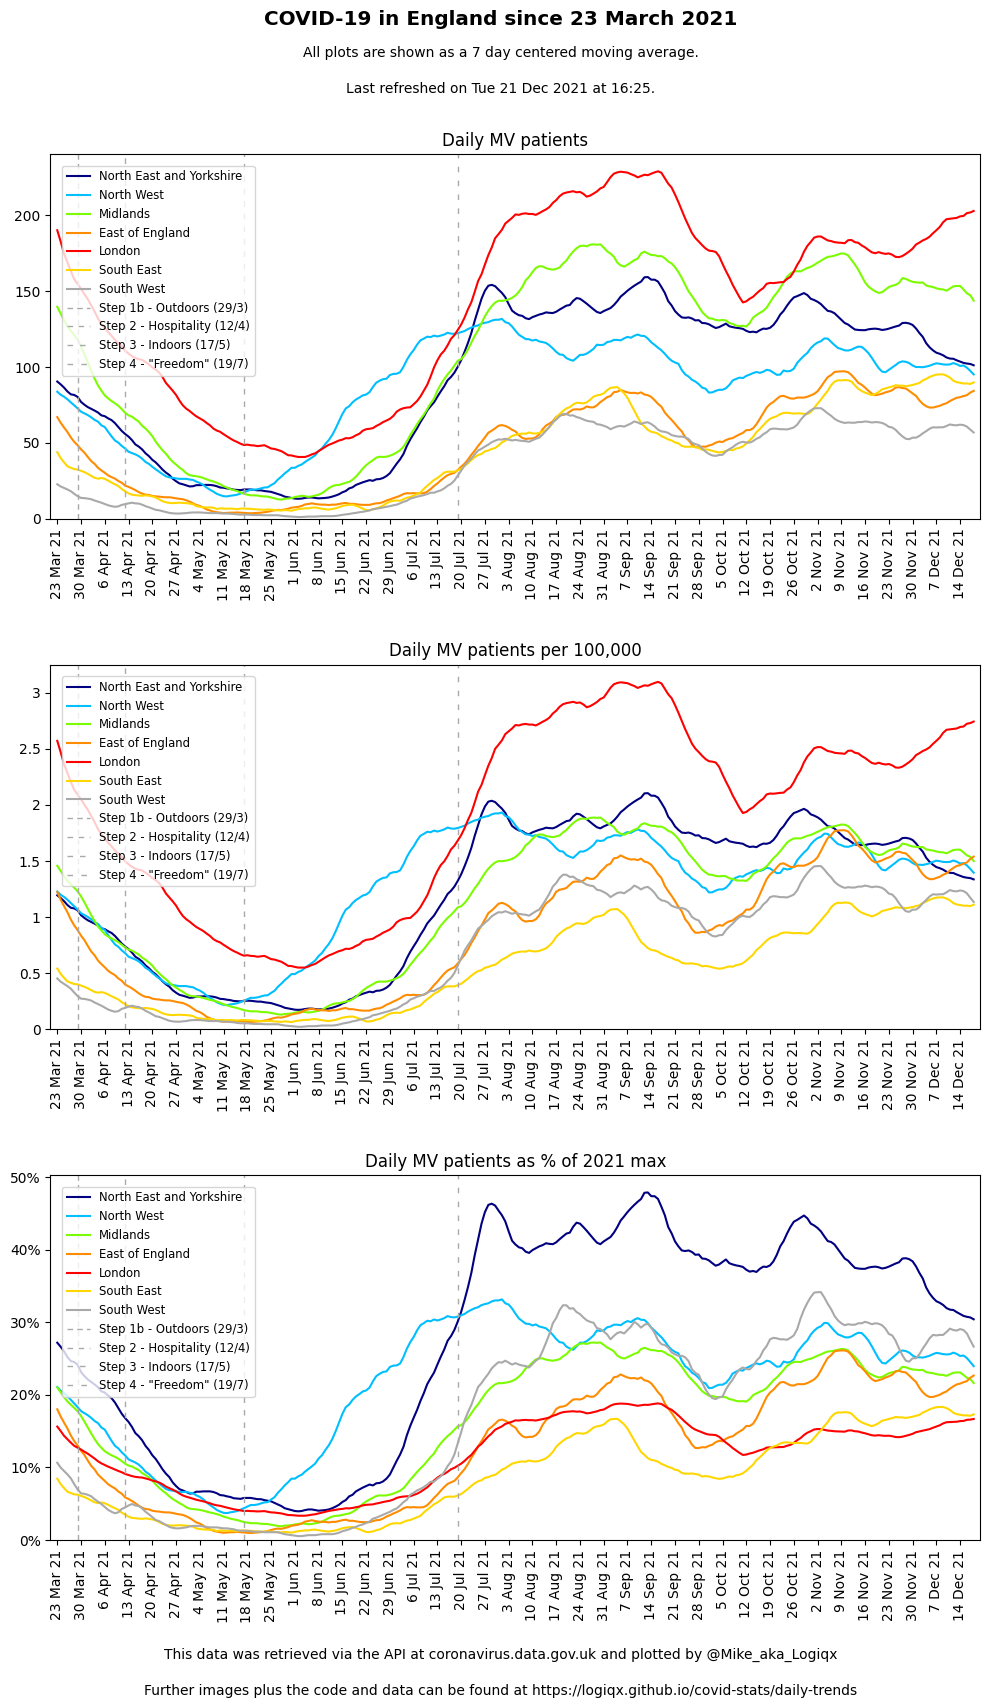 COVID-19 in England since 23 March 2021
All plots are shown as a 7 day centered moving average.
Last refreshed on Tue 21 Dec 2021 at 16:25.
Daily MV patients
North East and Yorkshire
North West
Midlands
East of England
London
South East
South West
Step 1b - Outdoors (29/3)
Step 2 - Hospitality (12/4)
Step 3 - Indoors (17/5)
Step 4 - "Freedom" (19/7)
200
150
100
50
0
23 Mar 21
30 Mar 21
6 Apr 21
13 Apr 21
20 Apr 21
27 Apr 21
4 May 21
11 May 21
18 May 21
25 May 21
1 Jun 21
8 Jun 21
15 Jun 21
22 Jun 21
29 Jun 21
6 Jul 21
13 Jul 21
20 Jul 21
27 Jul 21
3 Aug 21
10 Aug 21
17 Aug 21
24 Aug 21
31 Aug 21
7 Sep 21
14 Sep 21
21 Sep 21
28 Sep 21
5 Oct 21
12 Oct 21
19 Oct 21
26 Oct 21
2 Nov 21
9 Nov 21
16 Nov 21
23 Nov 21
30 Nov 21
7 Dec 21
14 Dec 21
Daily MV patients per 100,000
North East and Yorkshire
North West
Midlands
East of England
London
South East
South West
Step 1b - Outdoors (29/3)
Step 2 - Hospitality (12/4)
Step 3 - Indoors (17/5)
Step 4 - "Freedom" (19/7)
3
2.5
2
1.5
1
0.5
0
23 Mar 21
30 Mar 21
6 Apr 21
13 Apr 21
20 Apr 21
27 Apr 21
4 May 21
11 May 21
18 May 21
25 May 21
1 Jun 21
8 Jun 21
15 Jun 21
22 Jun 21
29 Jun 21
6 Jul 21
13 Jul 21
20 Jul 21
27 Jul 21
3 Aug 21
10 Aug 21
17 Aug 21
24 Aug 21
31 Aug 21
7 Sep 21
14 Sep 21
21 Sep 21
28 Sep 21
5 Oct 21
12 Oct 21
19 Oct 21
26 Oct 21
2 Nov 21
9 Nov 21
16 Nov 21
23 Nov 21
30 Nov 21
7 Dec 21
14 Dec 21
Daily MV patients as % of 2021 max
North East and Yorkshire
North West
Midlands
East of England
London
South East
South West
Step 1b - Outdoors (29/3)
Step 2 - Hospitality (12/4)
Step 3 - Indoors (17/5)
Step 4 - "Freedom" (19/7)
50%
40%
30%
20%
10%
0%
23 Mar 21
30 Mar 21
6 Apr 21
13 Apr 21
20 Apr 21
27 Apr 21
4 May 21
11 May 21
18 May 21
25 May 21
1 Jun 21
8 Jun 21
15 Jun 21
22 Jun 21
29 Jun 21
6 Jul 21
13 Jul 21
20 Jul 21
27 Jul 21
3 Aug 21
10 Aug 21
17 Aug 21
24 Aug 21
31 Aug 21
7 Sep 21
14 Sep 21
21 Sep 21
28 Sep 21
5 Oct 21
12 Oct 21
19 Oct 21
26 Oct 21
2 Nov 21
9 Nov 21
16 Nov 21
23 Nov 21
30 Nov 21
7 Dec 21
14 Dec 21
This data was retrieved via the API at coronavirus.data.gov.uk and plotted by @Mike_aka_Logiqx
Further images plus the code and data can be found at https://logiqx.github.io/covid-stats/daily-trends